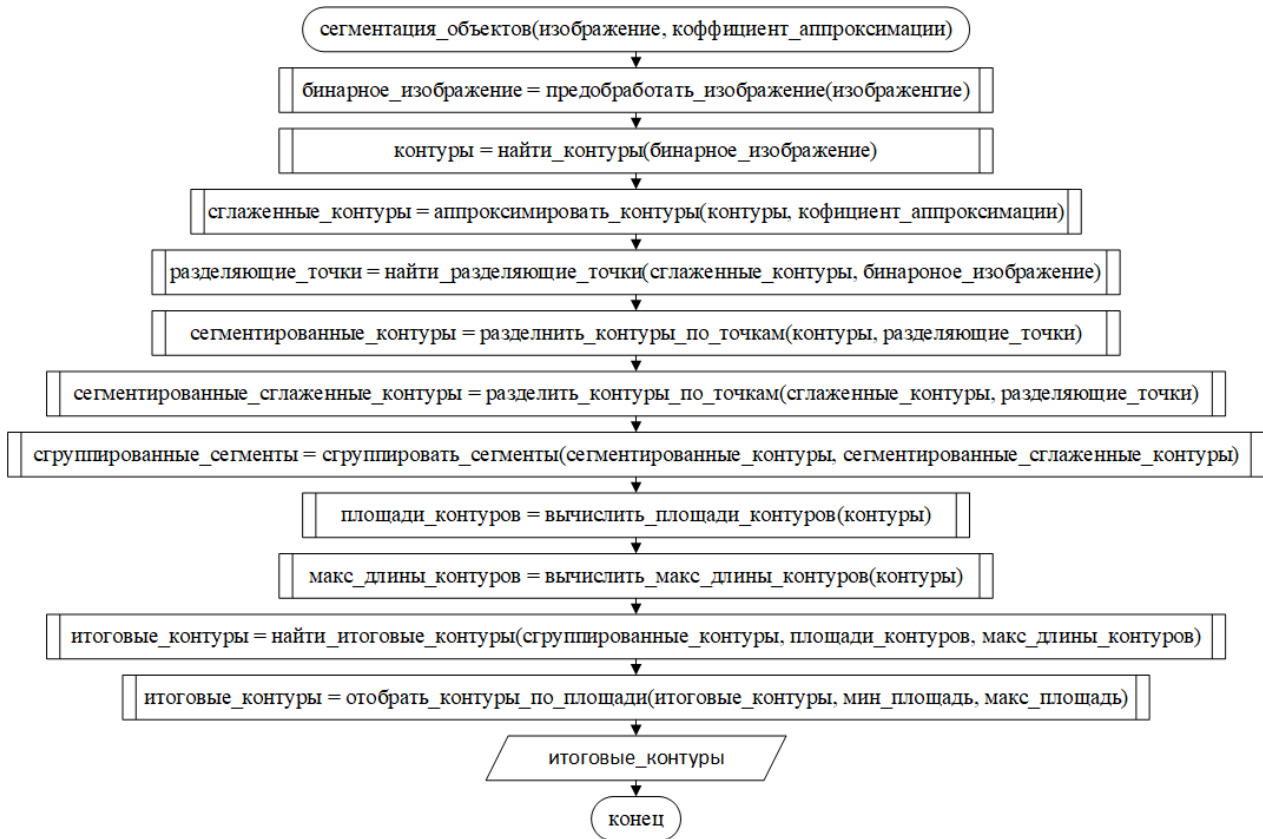 сегментация_объектов(изображение, коффициент_аппроксимации)
бинарное_изображение = предобработать_изображение(изображенгие)
контуры = найти_контуры(бинарное_изображение)
сглаженные_контуры = аппроксимировать_контуры(контуры, кофициент_аппроксимации)
разделяющие_точки = найти_разделяющие_точки(сглаженные_контуры, бинароное_изображение)
сегментированные_контуры = разделнить_контуры_по_точкам(контуры, разделяющие_точки)
сегментированные_сглаженные_контуры = разделить_контуры_по_точкам(сглаженные_контуры, разделяющие_точки)
сгруппированные_сегменты = сгруппировать_сегменты(сегментированные_контуры, сегментированные_сглаженные_контуры)
площади_контуров = вычислить_площади_контуров(контуры)
макс_длины_контуров = вычислить_макс_длины_контуров(контуры)
итоговые_контуры = найти_итоговые_контуры(сгруппированные_контуры, площади_контуров, макс_длины_контуров)
итоговые_контуры = отобрать_контуры_по_площади(итоговые_контуры, мин_площадь, макс_площадь)
итоговые_контуры
конец